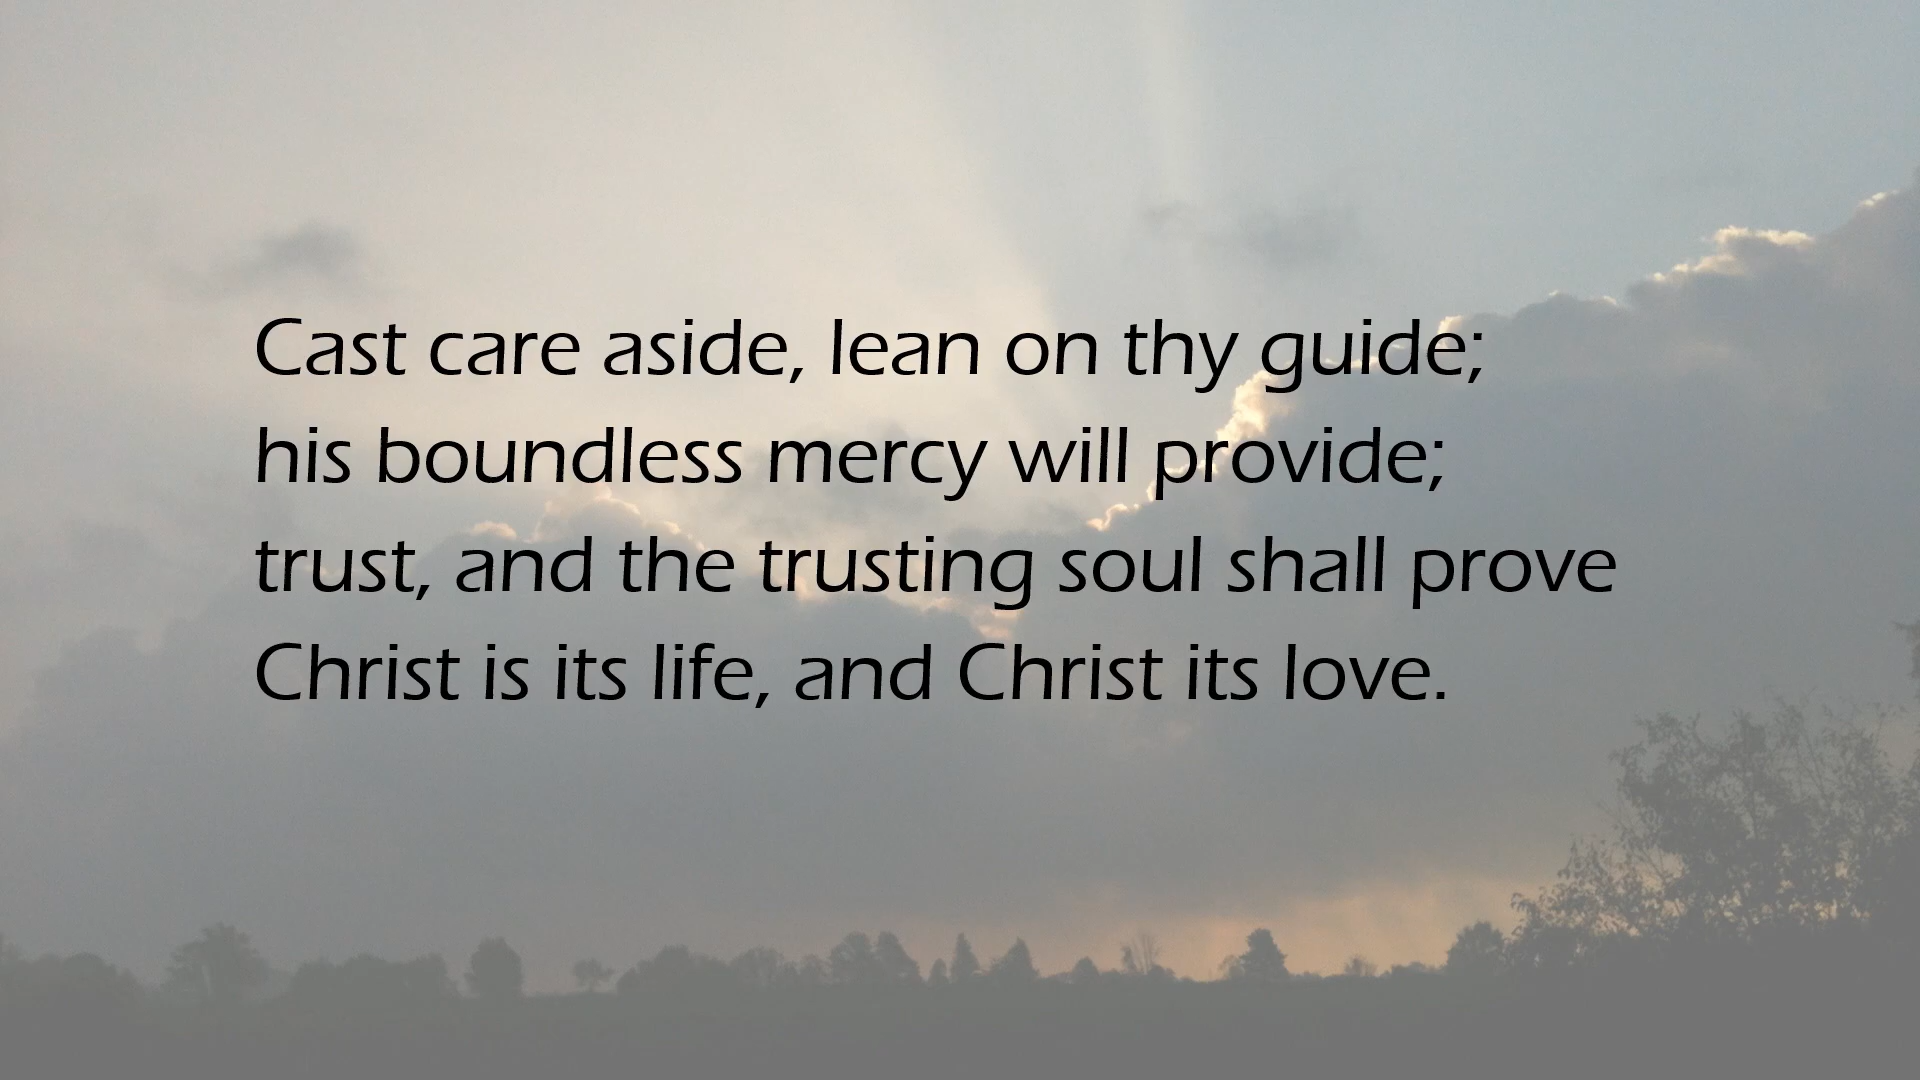 Cast care aside, lean on thy guide;
his boundless mercy will provide;
trust, and the trusting soul shall prove
Christ is its life, and Christ its love.